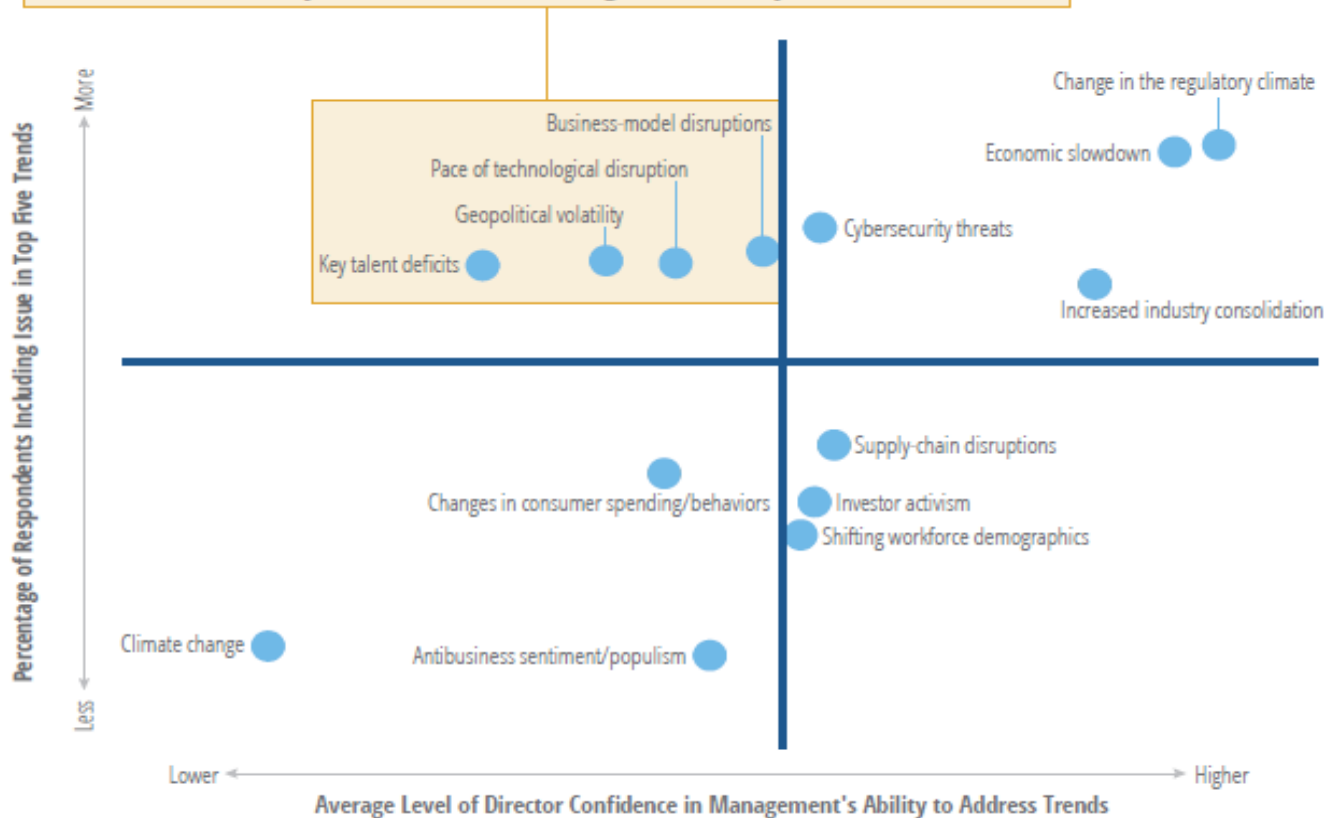 More
Change in the regulatory climate
Business-model disruptions
Economic slowdown
Pace of technological disruption
Geopolitical volatility
Cybersecurity threats
Key talent deficits
Increased industry consolidation
Percentage of Respondents Including Issue in Top Five Trends
Supply-chain disruptions
Changes in consumer spending/behaviors
Investor activism
Shifting workforce demographics
Climate change
Antibusiness sentiment/populism
Less
Lower
Higher
Average Level of Director Confidence in Management's Ability to Address Trends